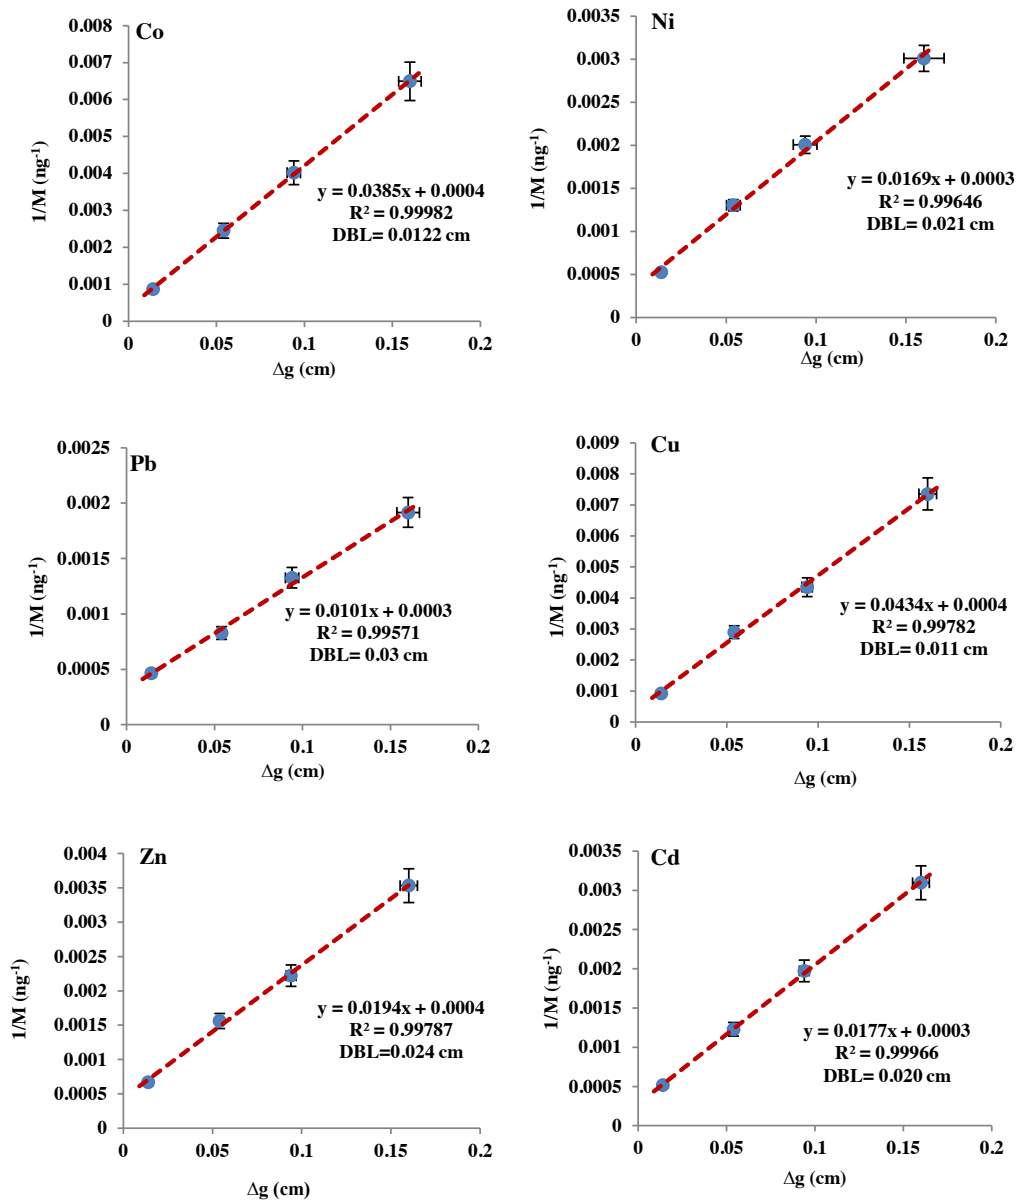 Co
0.008
0.007
0.006
0.005
0.004
0.003
0.002
0.001
0
1/M (ng⁻¹)
y = 0.0385x + 0.0004
R² = 0.99982
DBL= 0.0122 cm
0 0.05 0.1 0.15 0.2
Δg (cm)
Ni
0.0035
0.003
0.0025
0.002
0.0015
0.001
0.0005
0
1/M (ng⁻¹)
y = 0.0169x + 0.0003
R² = 0.99646
DBL= 0.021 cm
0 0.05 0.1 0.15 0.2
Δg (cm)
Pb
0.0025
0.002
0.0015
0.001
0.0005
0
1/M (ng⁻¹)
y = 0.0101x + 0.0003
R² = 0.99571
DBL= 0.03 cm
0 0.05 0.1 0.15 0.2
Δg (cm)
Cu
0.009
0.008
0.007
0.006
0.005
0.004
0.003
0.002
0.001
0
1/M (ng⁻¹)
y = 0.0434x + 0.0004
R² = 0.99782
DBL= 0.011 cm
0 0.05 0.1 0.15 0.2
Δg (cm)
Zn
0.004
0.0035
0.003
0.0025
0.002
0.0015
0.001
0.0005
0
1/M (ng⁻¹)
y = 0.0194x + 0.0004
R² = 0.99787
DBL=0.024 cm
0 0.05 0.1 0.15 0.2
Δg (cm)
Cd
0.0035
0.003
0.0025
0.002
0.0015
0.001
0.0005
0
1/M (ng⁻¹)
y = 0.0177x + 0.0003
R² = 0.99966
DBL= 0.020 cm
0 0.05 0.1 0.15 0.2
Δg (cm)